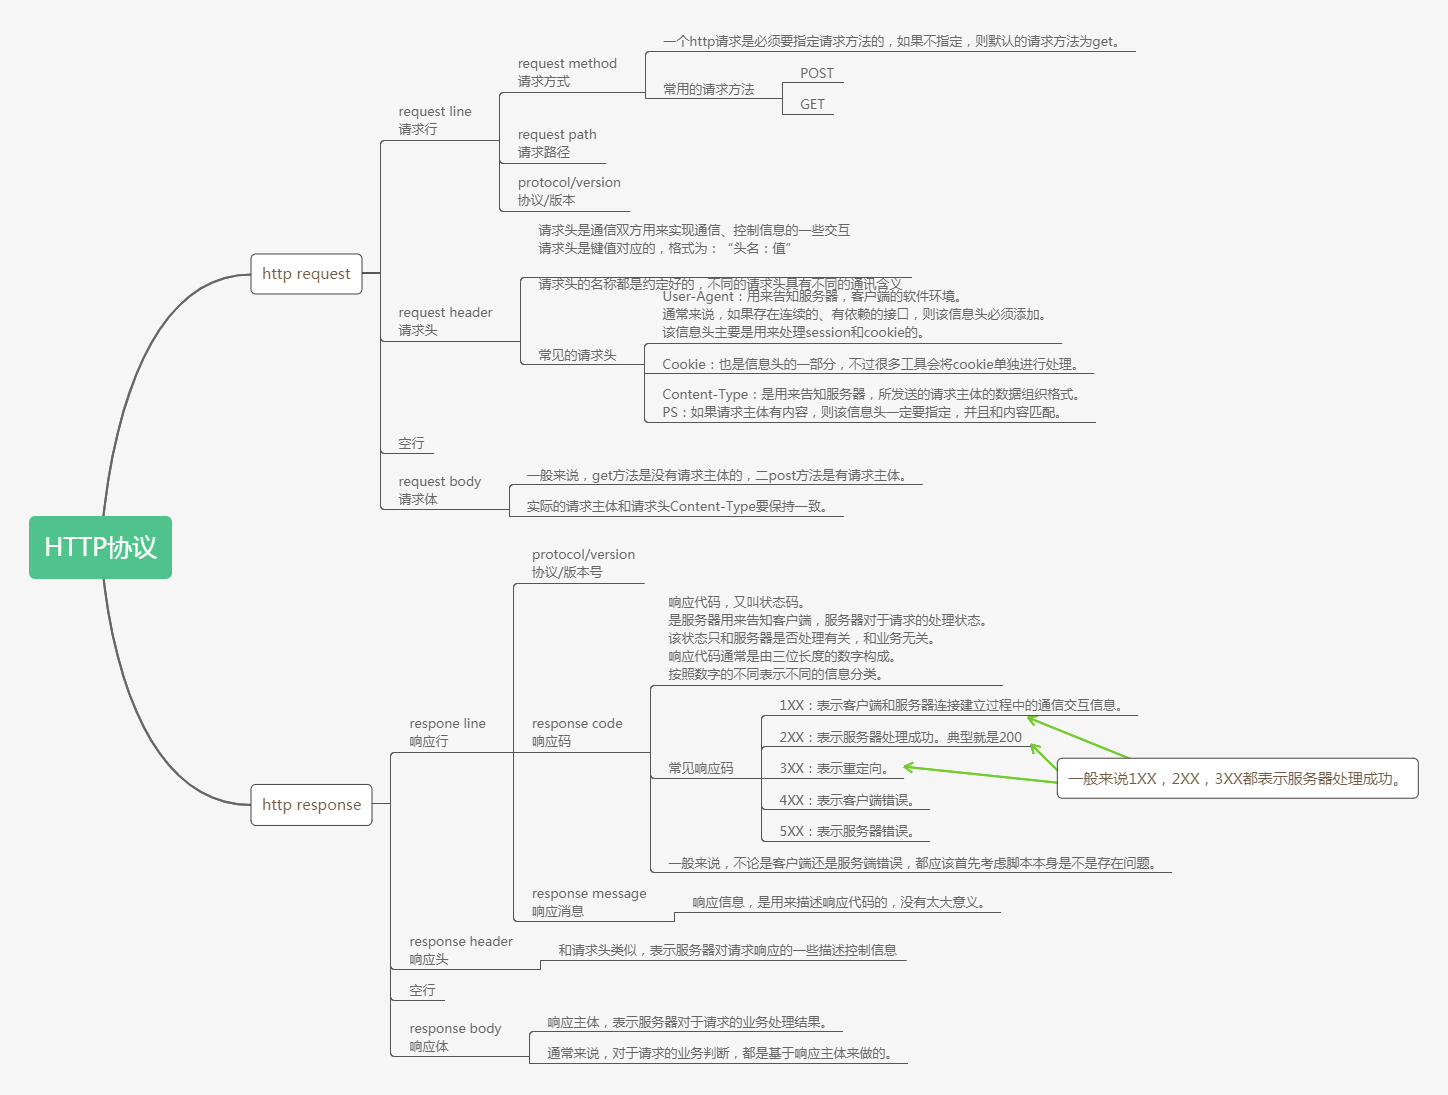 HTTP协议
http request
request line
请求行
request method
请求方式
一个http请求是必须要指定请求方法的，如果不指定，则默认的请求方法为get。
常用的请求方法
POST
GET
request path
请求路径
protocol/version
协议/版本
request header
请求头
请求头是通信双方用来实现通信、控制信息的一些交互
请求头是键值对应的，格式为：“头名：值”
请求头的名称都是约定好的，不同的请求头具有不同的通讯含义
常见的请求头
User-Agent：用来告知服务器，客户端的软件环境。
通常来说，如果存在连续的、有依赖的接口，则该信息头必须添加。
该信息头主要是用来处理session和cookie的。
Cookie：也是信息头的一部分，不过很多工具会将cookie单独进行处理。
Content-Type：是用来告知服务器，所发送的请求主体的数据组织格式。
PS：如果请求主体有内容，则该信息头一定要指定，并且和内容匹配。
空行
request body
请求体
一般来说，get方法是没有请求主体的，二post方法是有请求主体。
实际的请求主体和请求头Content-Type要保持一致。
http response
respone line
响应行
protocol/version
协议/版本号
response code
响应码
响应代码，又叫状态码。
是服务器用来告知客户端，服务器对于请求的处理状态。
该状态只和服务器是否处理有关，和业务无关。
响应代码通常是由三位长度的数字构成。
按照数字的不同表示不同的信息分类。
常见响应码
1XX：表示客户端和服务器连接建立过程中的通信交互信息。
2XX：表示服务器处理成功。典型就是200
3XX：表示重定向。
4XX：表示客户端错误。
5XX：表示服务器错误。
一般来说1XX，2XX，3XX都表示服务器处理成功。
一般来说，不论是客户端还是服务端错误，都应该首先考虑脚本本身是不是存在问题。
response message
响应消息
响应信息，是用来描述响应代码的，没有太大意义。
response header
响应头
和请求头类似，表示服务器对请求响应的一些描述控制信息
空行
response body
响应体
响应主体，表示服务器对于请求的业务处理结果。
通常来说，对于请求的业务判断，都是基于响应主体来做的。